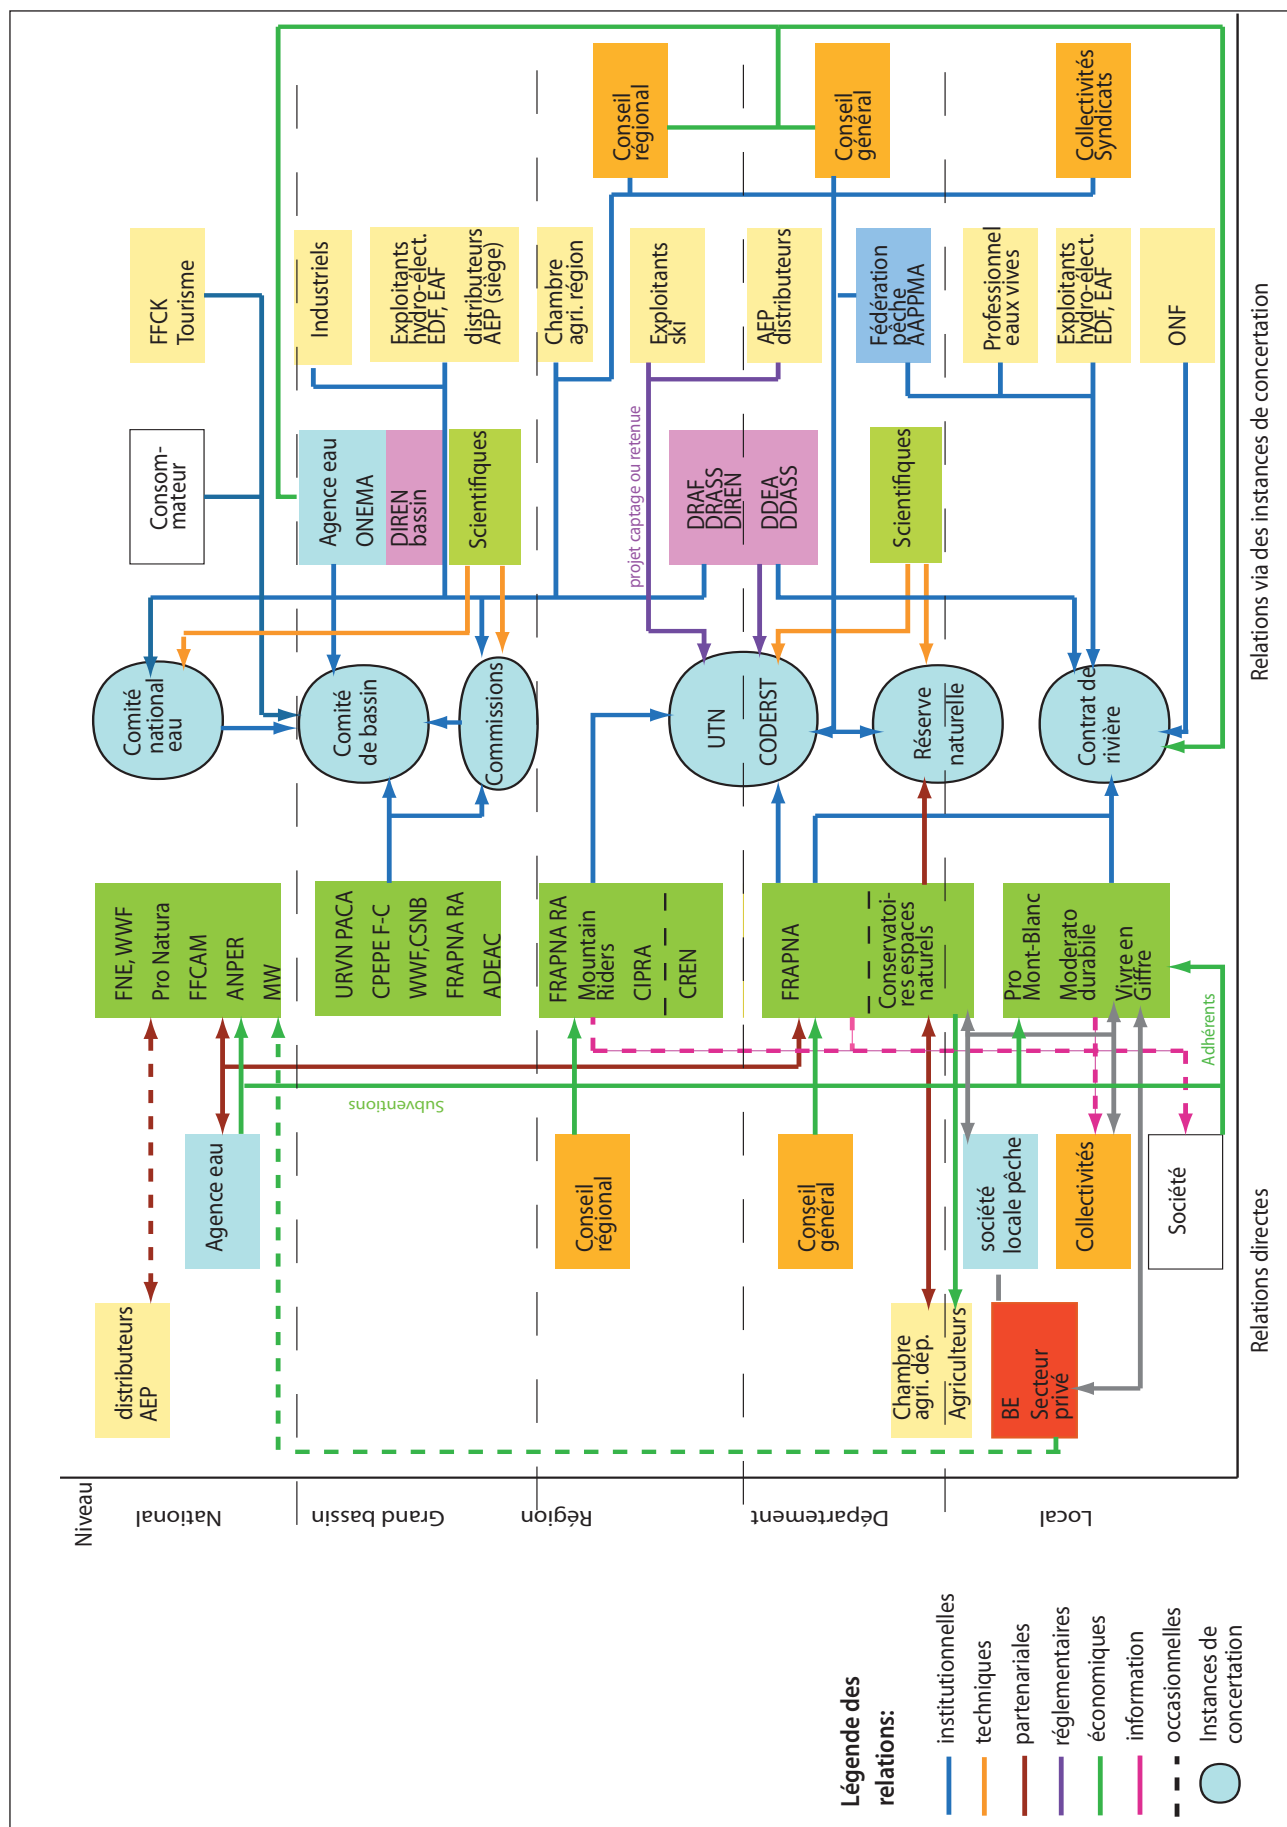 Niveau
National
Grand bassin
Région
Département
Local
distributeurs
AEP
Chambre
agri. dép.
Agriculteurs
BE
Secteur
privé
Agence eau
Conseil
régional
Conseil
général
société
locale pêche
Collectivités
Société
Subventions
Adhérents
FNE, WWF
Pro Natura
FFCAM
ANPER
MW
URVN PACA
CPEPE F-C
WWF,CSNB
FRAPNA RA
ADEAC
FRAPNA RA
Mountain
Riders
CIPRA
CREN
FRAPNA
Conservatoi-
res espaces
naturels
Pro
Mont-Blanc
Moderato
durabile
Vivre en
Giffre
Comité
national
eau
Comité
de bassin
Commissions
UTN
CODERST
Réserve
naturelle
Contrat de
rivière
Consom-
mateur
Agence eau
ONEMA
DIREN
bassin
Scientifiques
projet captage ou retenue
DRAF
DRASS
DIREN
DDEA
DDASS
Scientifiques
FFCK
Tourisme
Industriels
Exploitants
hydro-élect.
EDF, EAF
distributeurs
AEP (siège)
Chambre
agri. région
Exploitants
ski
AEP
distributeurs
Fédération
pêche
AAPPMA
Professionnel
eaux vives
Exploitants
hydro-élect.
EDF, EAF
ONF
Conseil
régional
Conseil
général
Collectivités
Syndicats
Relations directes
Relations via des instances de concertation
Légende des
relations:
institutionnelles
techniques
partenariales
réglementaires
économiques
information
occasionnelles
Instances de
concertation